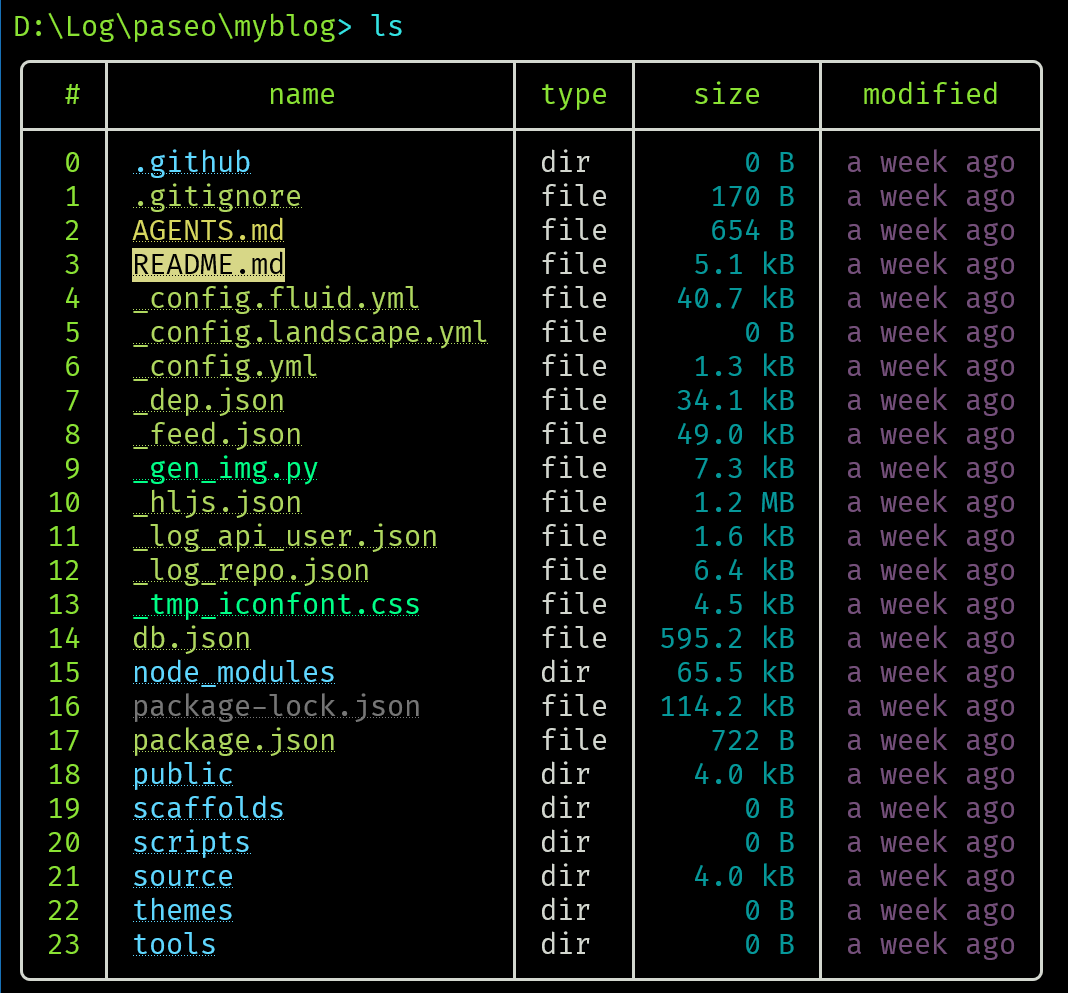 D:\Log\paseo\myblog> ls
# name type size modified
0 .github dir 0 B a week ago
1 .gitignore file 170 B a week ago
2 AGENTS.md file 654 B a week ago
3 README.md file 5.1 kB a week ago
4 _config.fluid.yml file 40.7 kB a week ago
5 _config.landscape.yml file 0 B a week ago
6 _config.yml file 1.3 kB a week ago
7 _dep.json file 34.1 kB a week ago
8 _feed.json file 49.0 kB a week ago
9 _gen_img.py file 7.3 kB a week ago
10 _hljs.json file 1.2 MB a week ago
11 _log_api_user.json file 1.6 kB a week ago
12 _log_repo.json file 6.4 kB a week ago
13 _tmp_iconfont.css file 4.5 kB a week ago
14 db.json file 595.2 kB a week ago
15 node_modules dir 65.5 kB a week ago
16 package-lock.json file 114.2 kB a week ago
17 package.json file 722 B a week ago
18 public dir 4.0 kB a week ago
19 scaffolds dir 0 B a week ago
20 scripts dir 0 B a week ago
21 source dir 4.0 kB a week ago
22 themes dir 0 B a week ago
23 tools dir 0 B a week ago